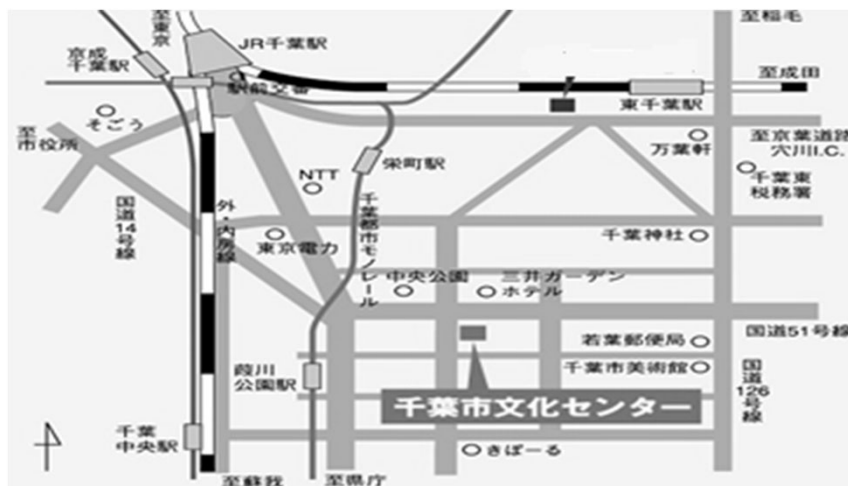 至東京
至稲毛
JR千葉駅
京成
千葉駅
駅前交番
至成田
東千葉駅
そごう
至
市役所
万葉軒
至京葉道路
穴川I.C.
栄町駅
NTT
千葉東
税務署
国道14号線
外・内房線
千葉都市モノレール
東京電力
千葉神社
中央公園
三井ガーデン
ホテル
国道51号線
若葉郵便局
千葉市美術館
国道126号線
葭川
公園駅
千葉市文化センター
千葉
中央駅
きぼーる
至蘇我
至県庁